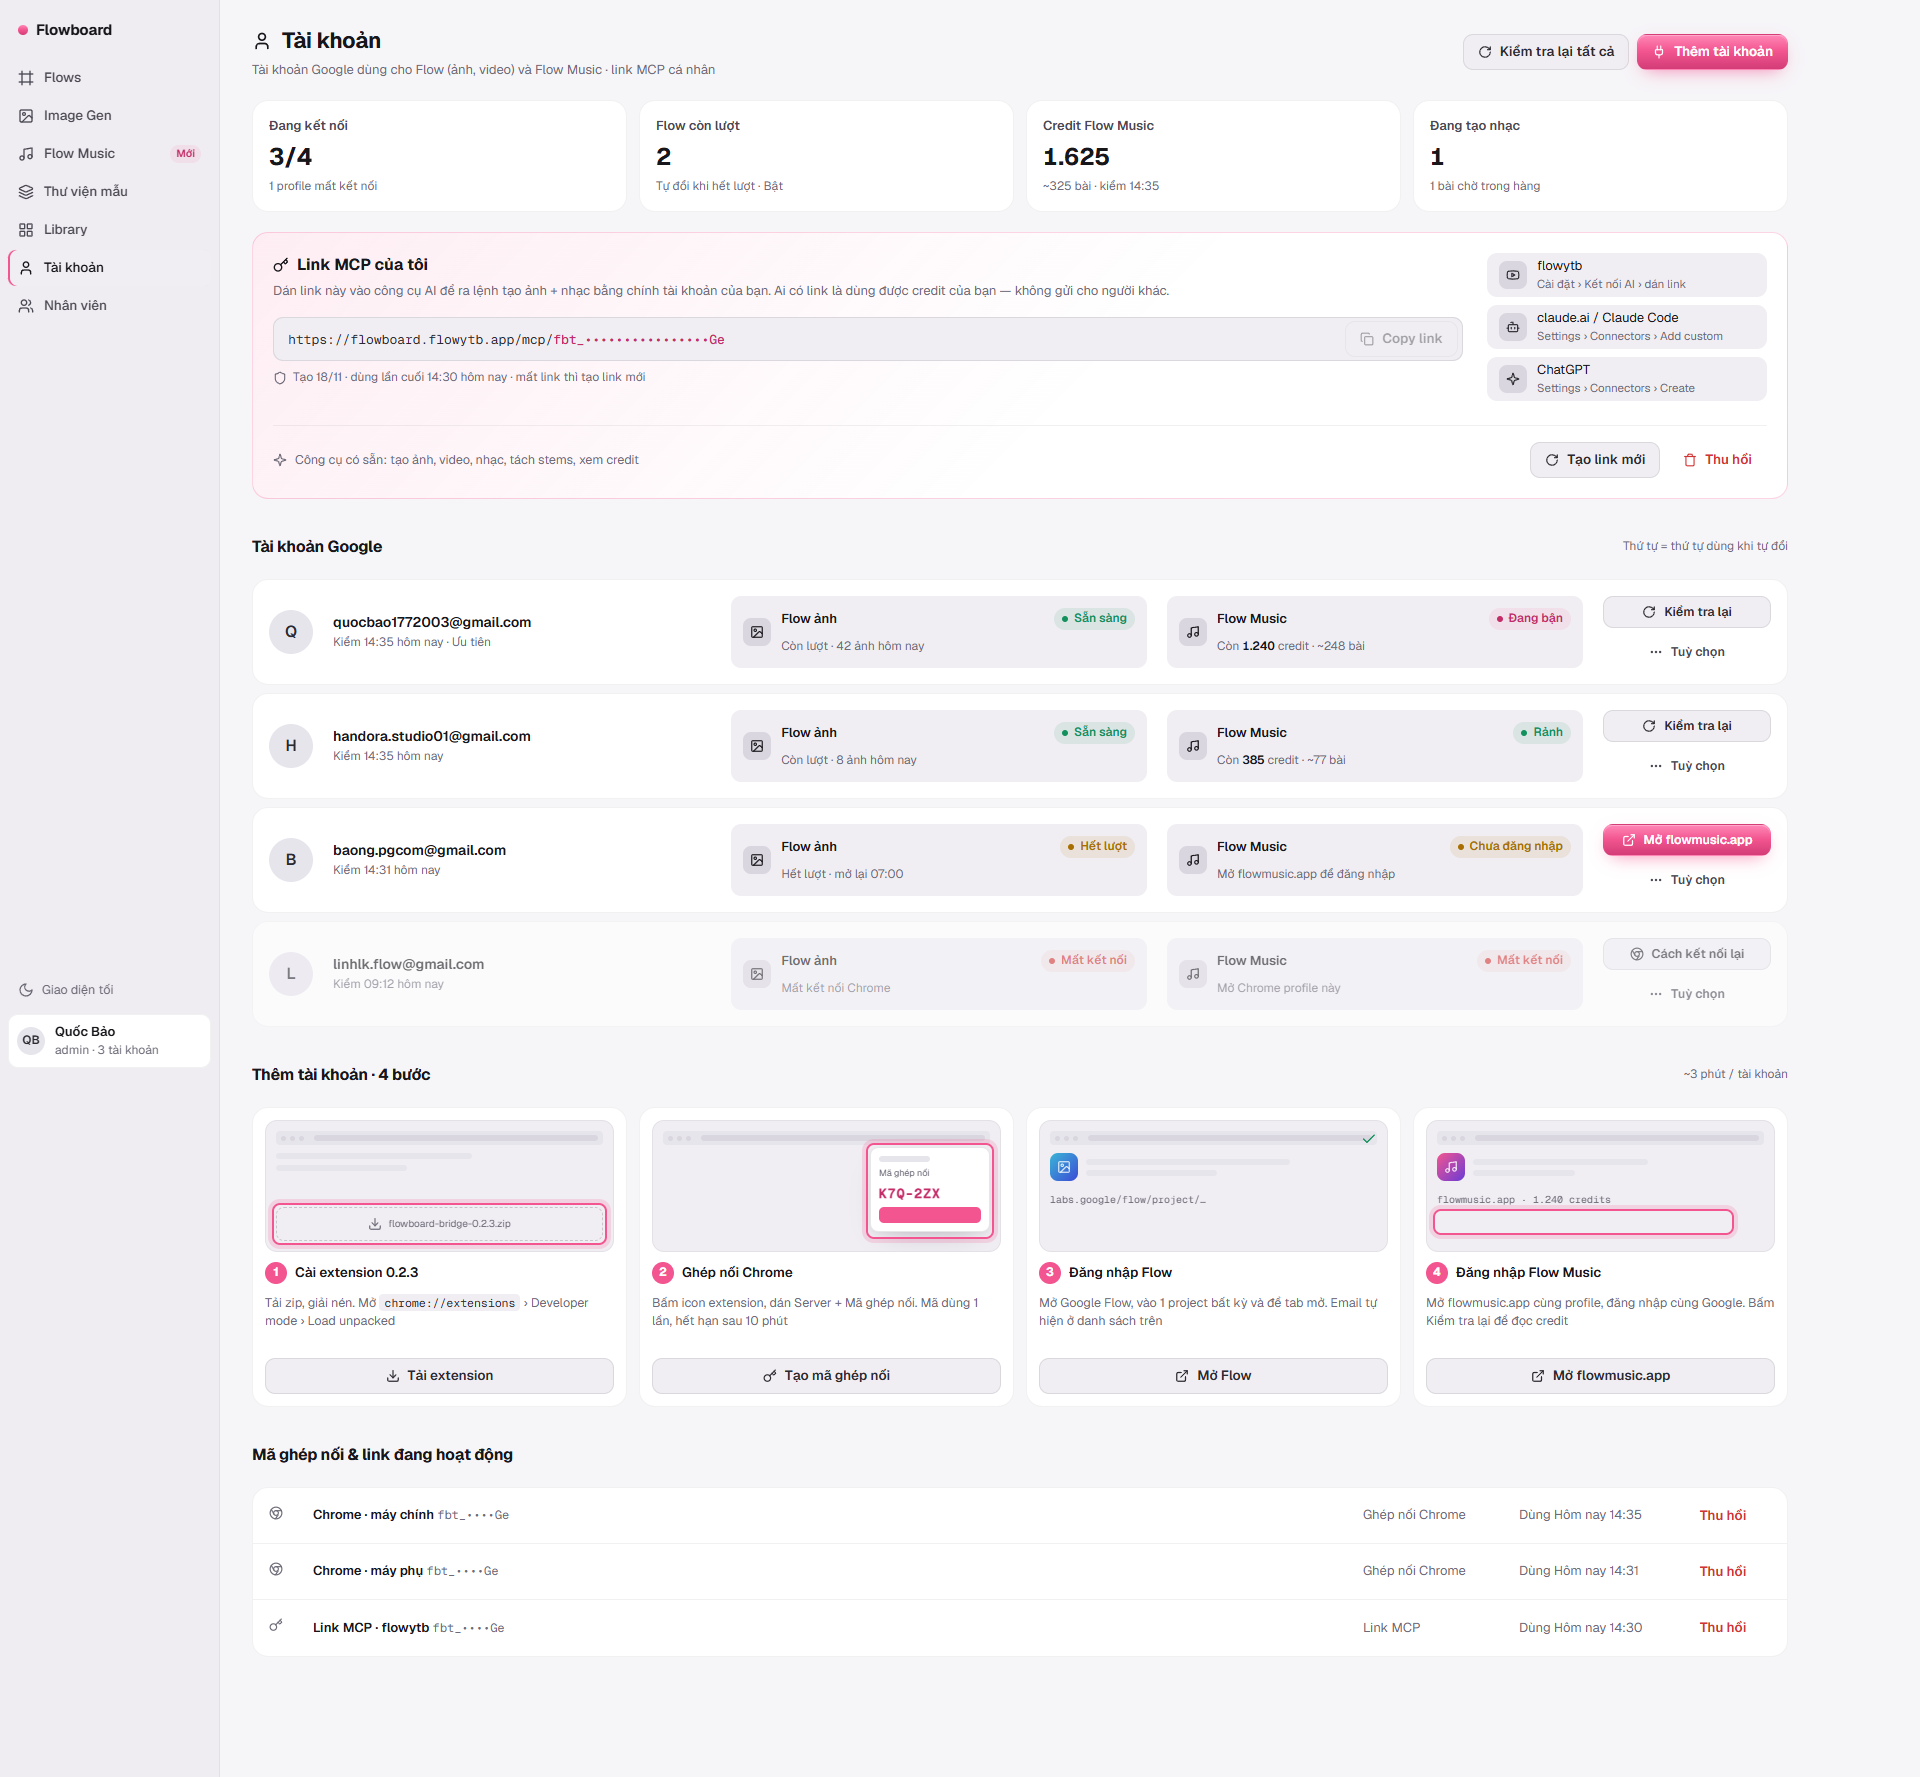 Flowboard
Flows
Image Gen
Flow Music
Mới
Thư viện mẫu
Library
Tài khoản
Nhân viên
Giao diện tối
QB
Quốc Bảo
admin · 3 tài khoản
Tài khoản
Tài khoản Google dùng cho Flow (ảnh, video) và Flow Music · link MCP cá nhân
Kiểm tra lại tất cả
Thêm tài khoản
Đang kết nối
3/4
1 profile mất kết nối
Flow còn lượt
2
Tự đổi khi hết lượt · Bật
Credit Flow Music
1.625
~325 bài · kiểm 14:35
Đang tạo nhạc
1
1 bài chờ trong hàng
Link MCP của tôi
Dán link này vào công cụ AI để ra lệnh tạo ảnh + nhạc bằng chính tài khoản của bạn. Ai có link là dùng được credit của bạn — không gửi cho người khác.
https://flowboard.flowytb.app/mcp/fbt_••••••••••••••••Ge
Copy link
Tạo 18/11 · dùng lần cuối 14:30 hôm nay · mất link thì tạo link mới
flowytb
Cài đặt › Kết nối AI › dán link
claude.ai / Claude Code
Settings › Connectors › Add custom
ChatGPT
Settings › Connectors › Create
Công cụ có sẵn: tạo ảnh, video, nhạc, tách stems, xem credit
Tạo link mới
Thu hồi
Tài khoản Google
Thứ tự = thứ tự dùng khi tự đổi
Q
quocbao1772003@gmail.com
Kiểm 14:35 hôm nay · Ưu tiên
Flow ảnh
Sẵn sàng
Còn lượt · 42 ảnh hôm nay
Flow Music
Đang bận
Còn 1.240 credit · ~248 bài
Kiểm tra lại
Tuỳ chọn
H
handora.studio01@gmail.com
Kiểm 14:35 hôm nay
Flow ảnh
Sẵn sàng
Còn lượt · 8 ảnh hôm nay
Flow Music
Rảnh
Còn 385 credit · ~77 bài
Kiểm tra lại
Tuỳ chọn
B
baong.pgcom@gmail.com
Kiểm 14:31 hôm nay
Flow ảnh
Hết lượt
Hết lượt · mở lại 07:00
Flow Music
Chưa đăng nhập
Mở flowmusic.app để đăng nhập
Mở flowmusic.app
Tuỳ chọn
L
linhlk.flow@gmail.com
Kiểm 09:12 hôm nay
Flow ảnh
Mất kết nối
Mất kết nối Chrome
Flow Music
Mất kết nối
Mở Chrome profile này
Cách kết nối lại
Tuỳ chọn
Thêm tài khoản · 4 bước
~3 phút / tài khoản
flowboard-bridge-0.2.3.zip
1 Cài extension 0.2.3
Tải zip, giải nén. Mở chrome://extensions › Developer
mode › Load unpacked
Tải extension
Mã ghép nối
K7Q-2ZX
2 Ghép nối Chrome
Bấm icon extension, dán Server + Mã ghép nối. Mã dùng 1
lần, hết hạn sau 10 phút
Tạo mã ghép nối
labs.google/flow/project/…
3 Đăng nhập Flow
Mở Google Flow, vào 1 project bất kỳ và để tab mở. Email tự
hiện ở danh sách trên
Mở Flow
flowmusic.app · 1.240 credits
4 Đăng nhập Flow Music
Mở flowmusic.app cùng profile, đăng nhập cùng Google. Bấm
Kiểm tra lại để đọc credit
Mở flowmusic.app
Mã ghép nối & link đang hoạt động
Chrome · máy chính fbt_••••Ge
Ghép nối Chrome
Dùng Hôm nay 14:35
Thu hồi
Chrome · máy phụ fbt_••••Ge
Ghép nối Chrome
Dùng Hôm nay 14:31
Thu hồi
Link MCP · flowytb fbt_••••Ge
Link MCP
Dùng Hôm nay 14:30
Thu hồi